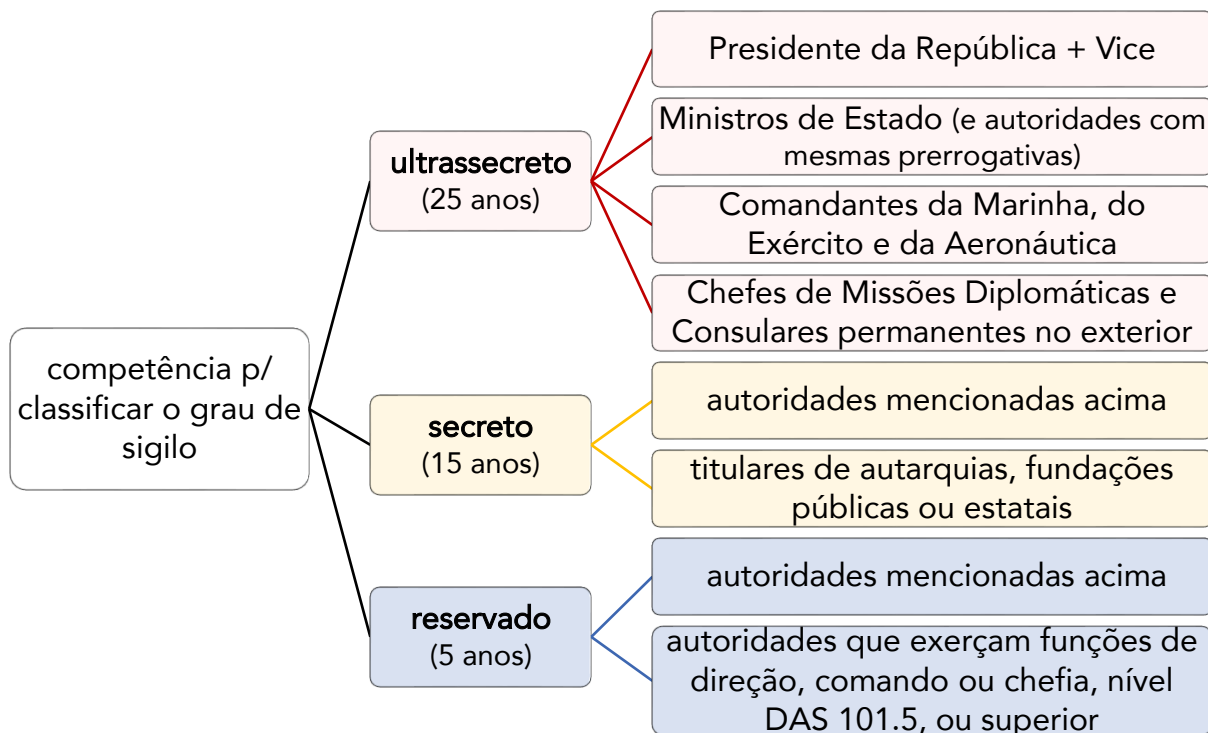 competência p/
classificar o grau de
sigilo
ultrassecreto
(25 anos)
Presidente da República + Vice
Ministros de Estado (e autoridades com
mesmas prerrogativas)
Comandantes da Marinha, do
Exército e da Aeronáutica
Chefes de Missões Diplomáticas e
Consulares permanentes no exterior
secreto
(15 anos)
autoridades mencionadas acima
titulares de autarquias, fundações
públicas ou estatais
reservado
(5 anos)
autoridades mencionadas acima
autoridades que exerçam funções de
direção, comando ou chefia, nível
DAS 101.5, ou superior